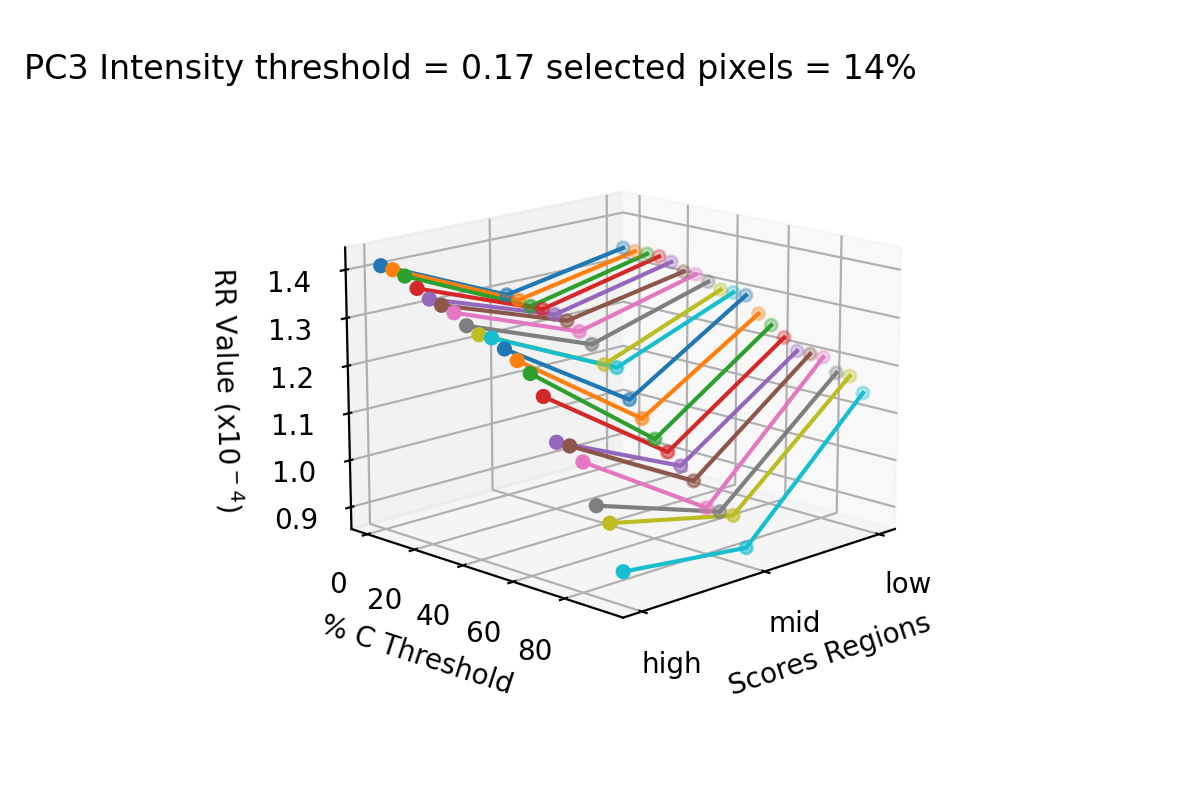 PC3 Intensity threshold = 0.17 selected pixels = 14%
RR Value (x10⁻⁴)
1.4
1.3
1.2
1.1
1.0
0.9
0
20
40
60
80
% C Threshold
high
mid
low
Scores Regions